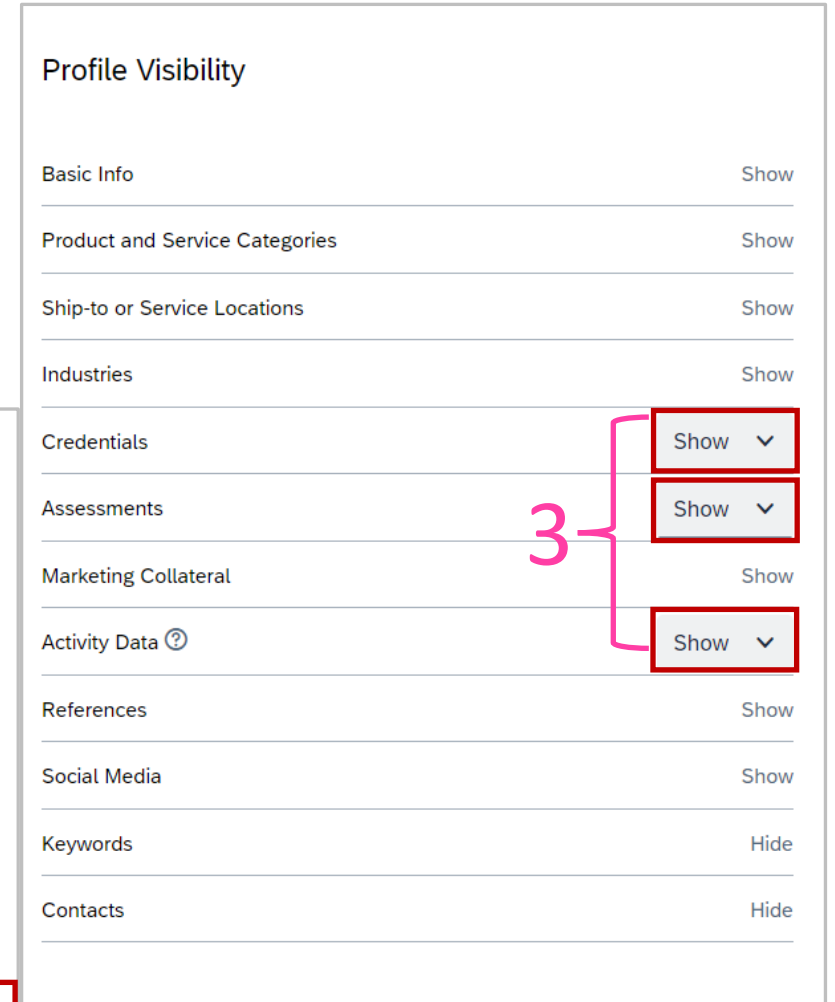 Profile Visibility
Basic Info Show
Product and Service Categories Show
Ship-to or Service Locations Show
Industries Show
Credentials Show
Assessments Show
3
Marketing Collateral Show
Activity Data ? Show
References Show
Social Media Show
Keywords Hide
Contacts Hide